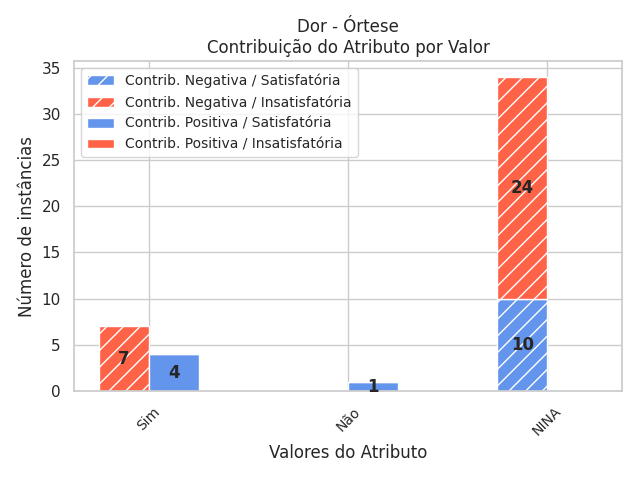 Dor - Órtese
Contribuição do Atributo por Valor
Contrib. Negativa / Satisfatória
Contrib. Negativa / Insatisfatória
Contrib. Positiva / Satisfatória
Contrib. Positiva / Insatisfatória
Número de instâncias
35
30
25
20
15
10
5
0
7
4
1
24
10
Sim
Não
NINA
Valores do Atributo